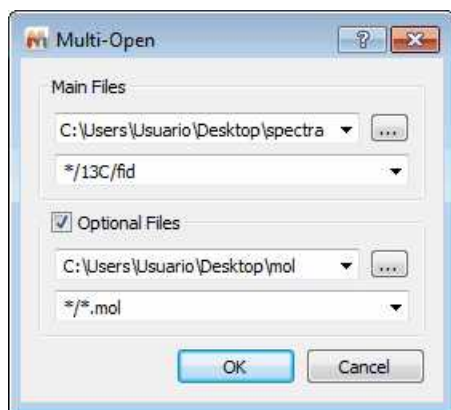 Multi-Open
Main Files
C:\Users\Usuario\Desktop\spectra
...
*/13C/fid
Optional Files
C:\Users\Usuario\Desktop\mol
...
*/*.mol
OK
Cancel